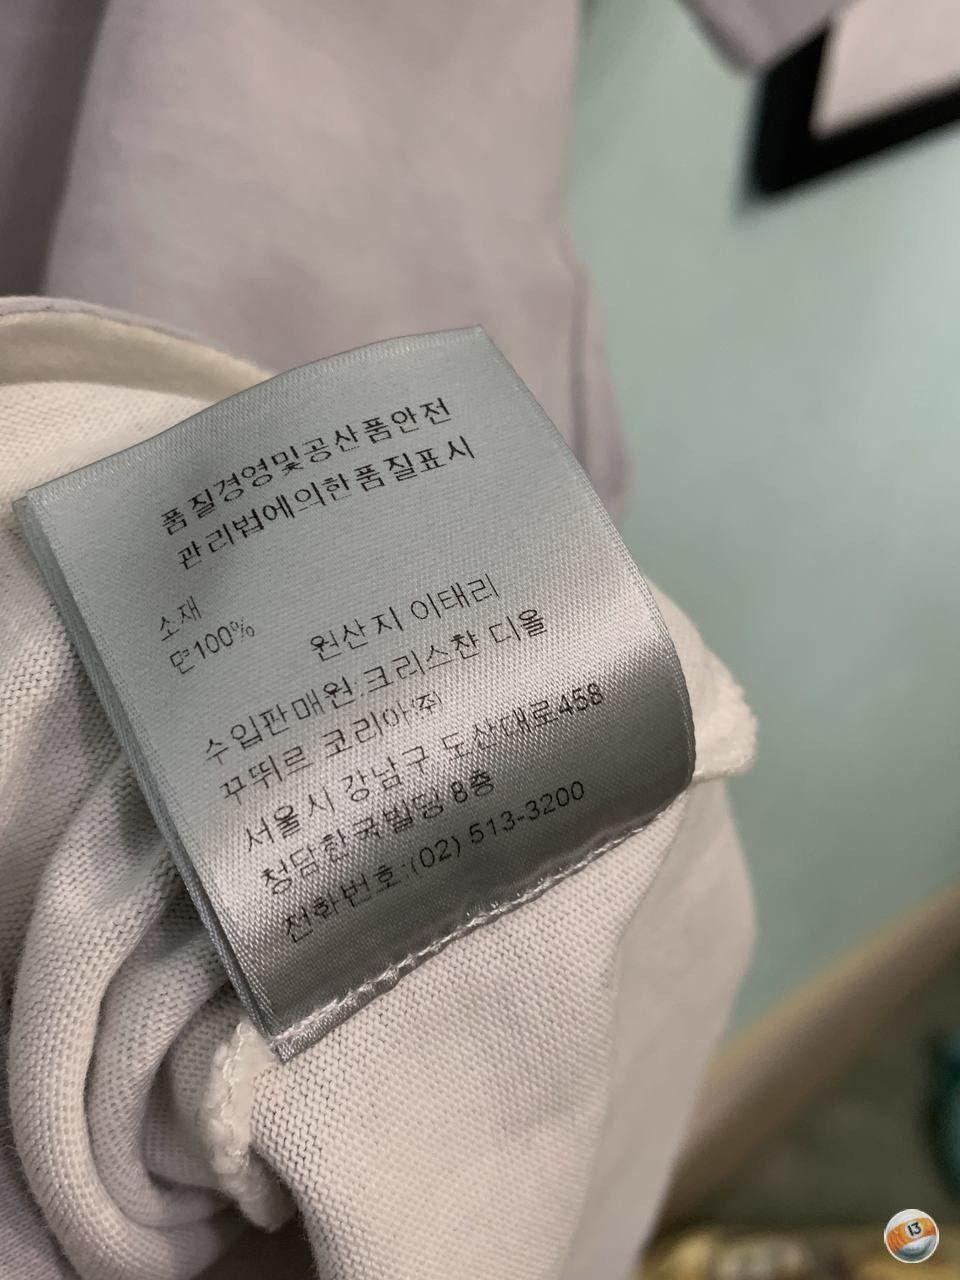 품질경영및공산품안전
관리법에의한품질표시
소재
면100%
원산지 이태리
수입판매원:크리스챤 디올
꾸뛰르 코리아(주)
서울시 강남구 도산대로458
청담한국빌딩 8층
전화번호:(02) 513-3200
13